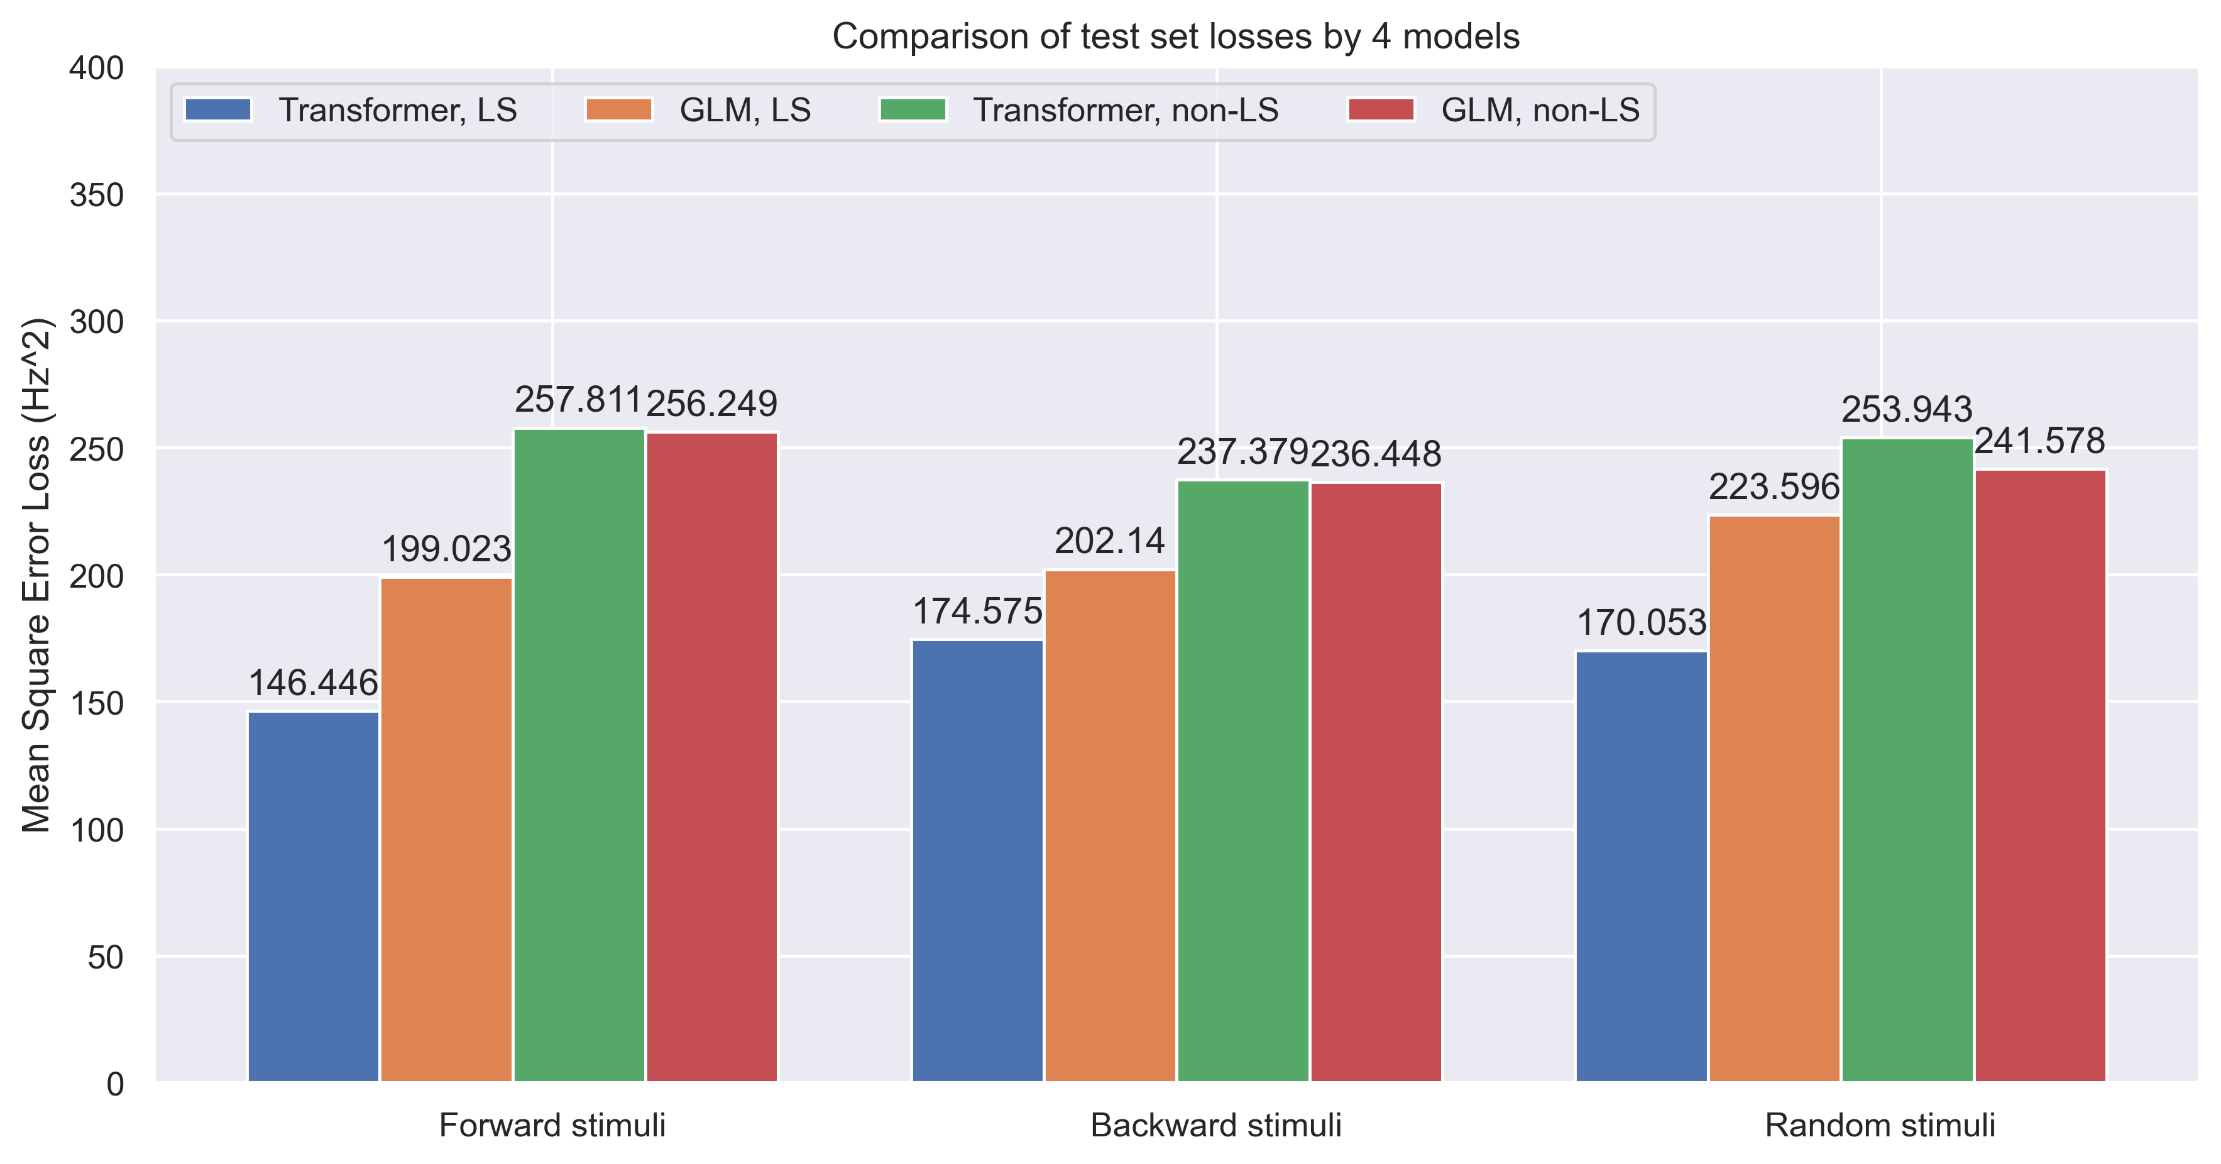 Comparison of test set losses by 4 models
Transformer, LS GLM, LS Transformer, non-LS GLM, non-LS
Mean Square Error Loss (Hz^2)
400
350
300
250
200
150
100
50
0
146.446 199.023 257.811 256.249
174.575 202.14 237.379 236.448
170.053 223.596 253.943 241.578
Forward stimuli Backward stimuli Random stimuli